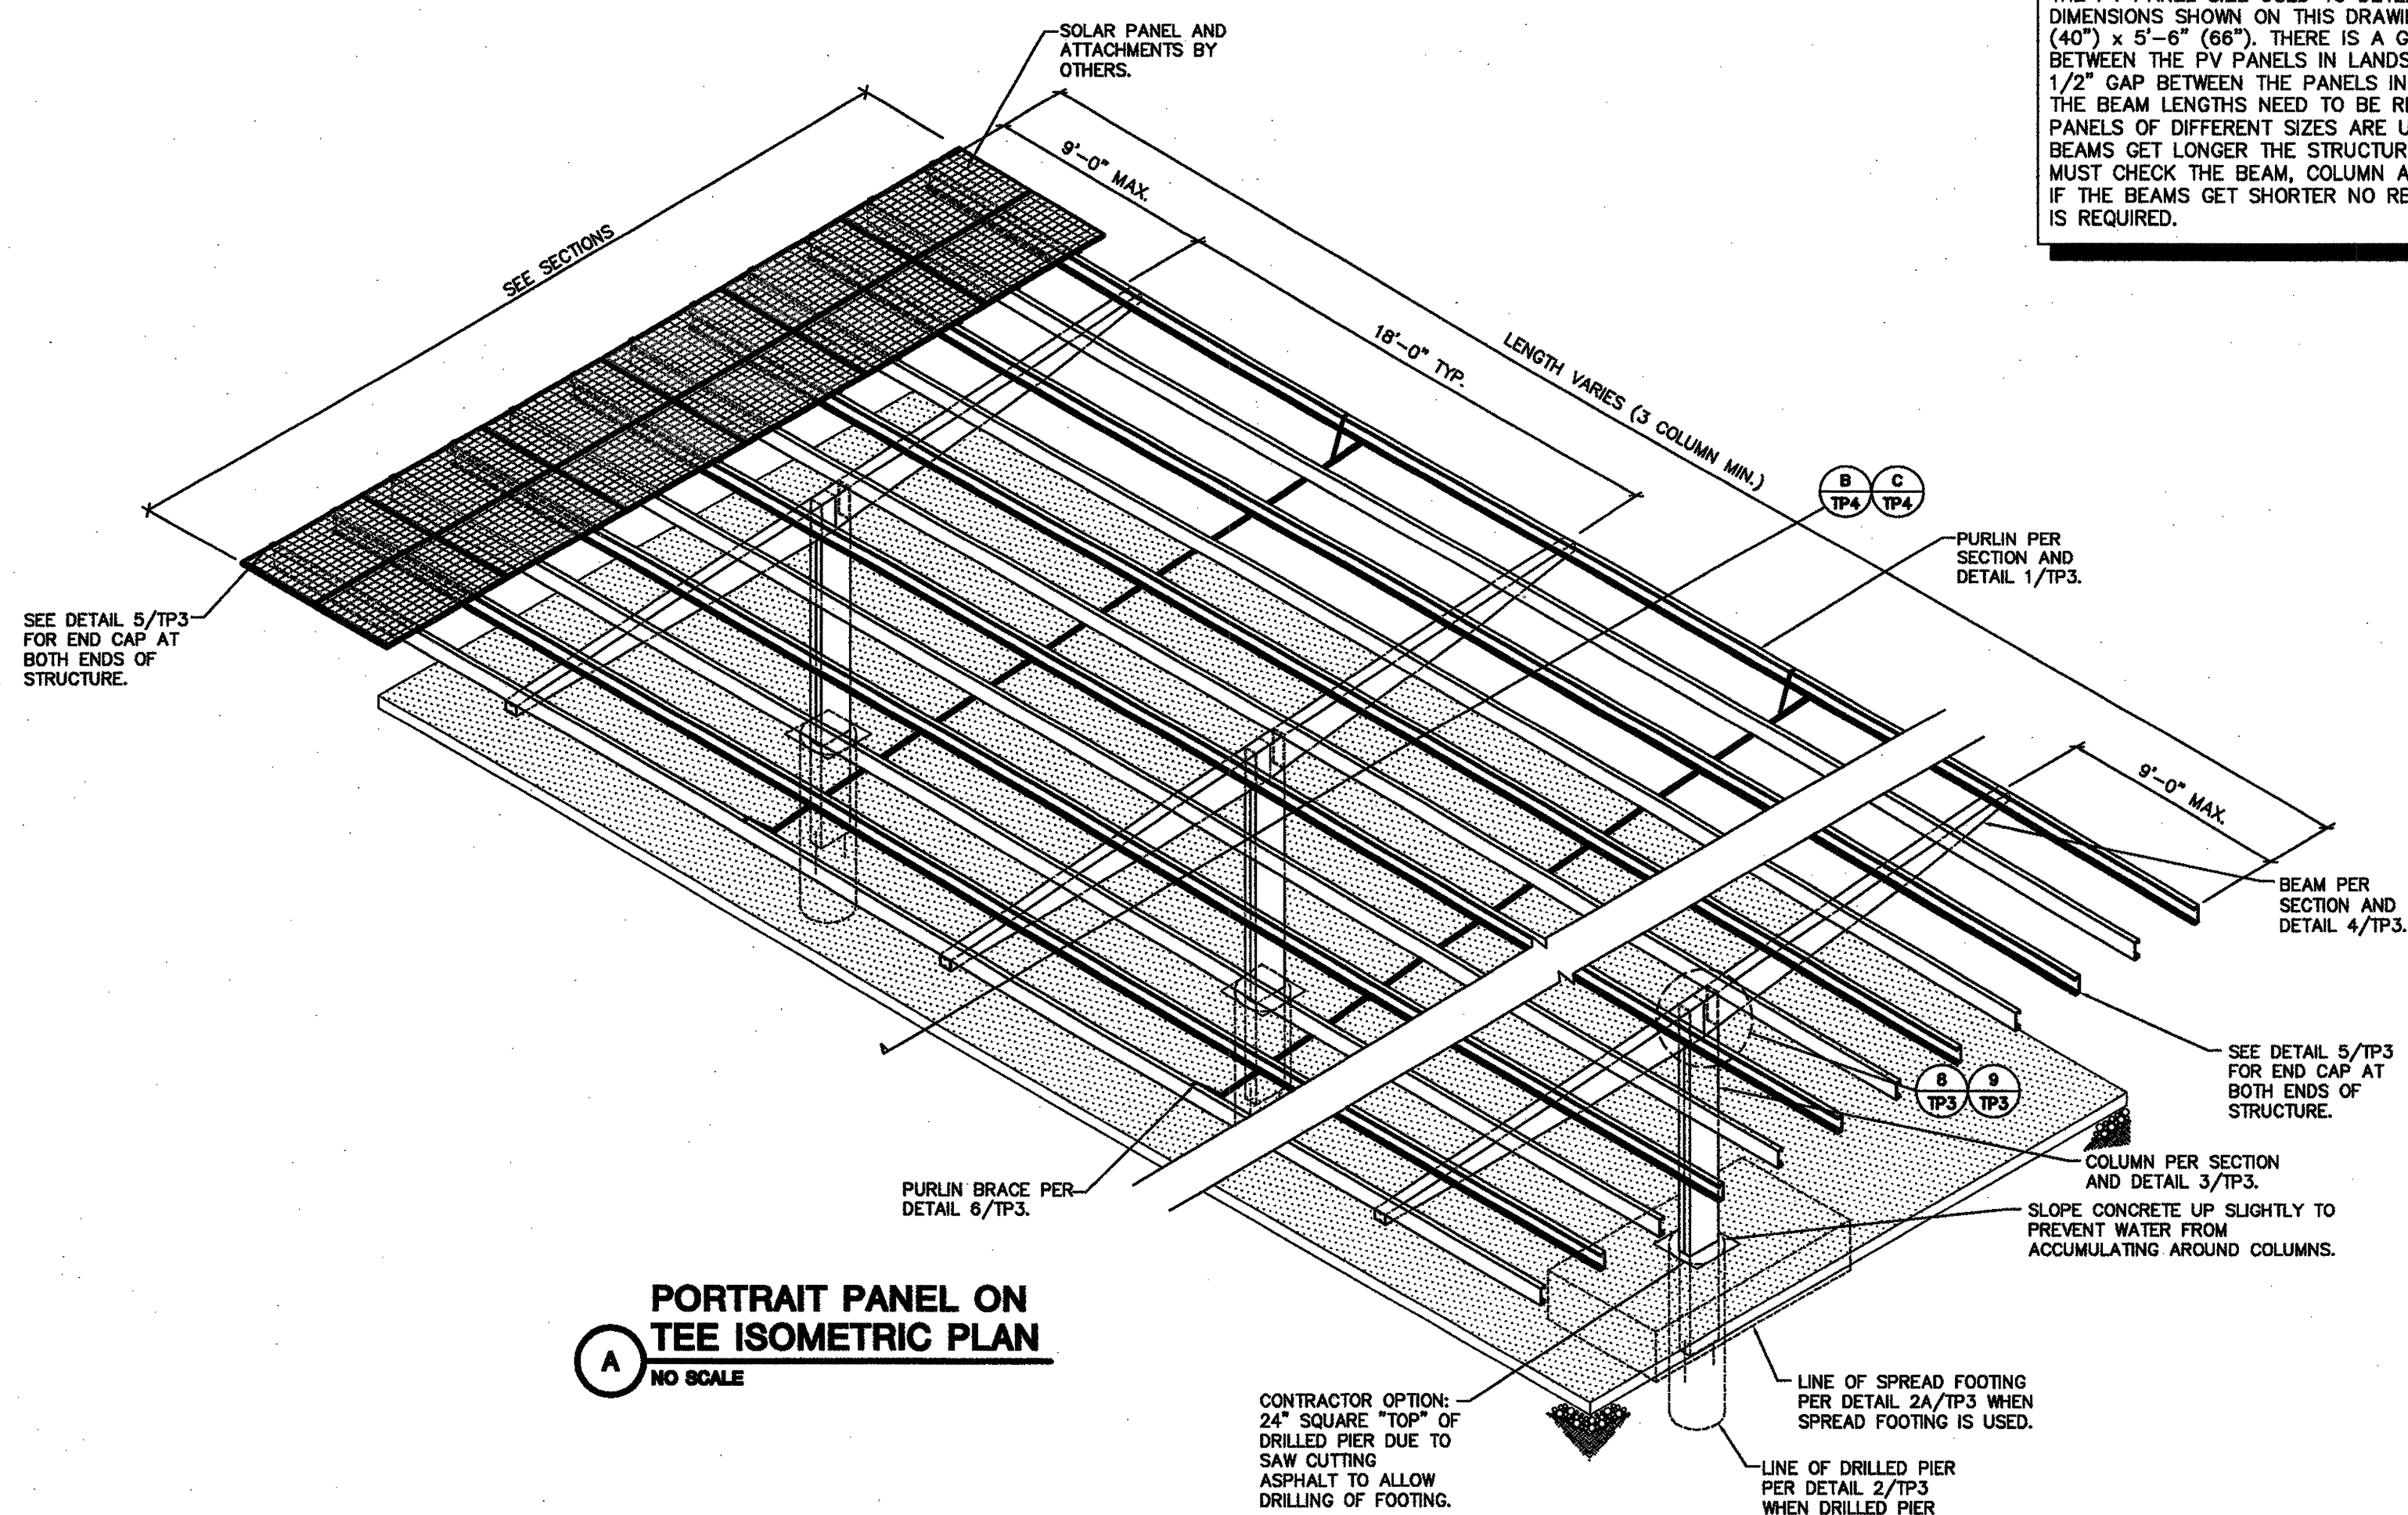 SOLAR PANEL AND
ATTACHMENTS BY
OTHERS.
DIMENSIONS SHOWN ON THIS
(40") x 5'-6" (66"). THERE IS A
BETWEEN THE PV PANELS IN
1/2" GAP BETWEEN THE PANELS IN
THE BEAM LENGTHS NEED TO BE
PANELS OF DIFFERENT SIZES ARE
BEAMS GET LONGER THE
MUST CHECK THE BEAM, COLUMN
IF THE BEAMS GET SHORTER NO
IS REQUIRED.
9'-0" MAX.
SEE SECTIONS
18'-0" TYP.
LENGTH VARIES (3 COLUMN MIN.)
B
TP4
C
TP4
PURLIN PER
SECTION AND
DETAIL 1/TP3.
SEE DETAIL 5/TP3
FOR END CAP AT
BOTH ENDS OF
STRUCTURE.
9'-0" MAX.
BEAM PER
SECTION AND
DETAIL 4/TP3.
SEE DETAIL 5/TP3
FOR END CAP AT
BOTH ENDS OF
STRUCTURE.
8
TP3
9
TP3
COLUMN PER SECTION
AND DETAIL 3/TP3.
PURLIN BRACE PER
DETAIL 6/TP3.
SLOPE CONCRETE UP SLIGHTLY TO
PREVENT WATER FROM
ACCUMULATING AROUND COLUMNS.
A
PORTRAIT PANEL ON
TEE ISOMETRIC PLAN
NO SCALE
CONTRACTOR OPTION:
24" SQUARE "TOP" OF
DRILLED PIER DUE TO
SAW CUTTING
ASPHALT TO ALLOW
DRILLING OF FOOTING.
LINE OF SPREAD FOOTING
PER DETAIL 2A/TP3 WHEN
SPREAD FOOTING IS USED.
LINE OF DRILLED PIER
PER DETAIL 2/TP3
WHEN DRILLED PIER